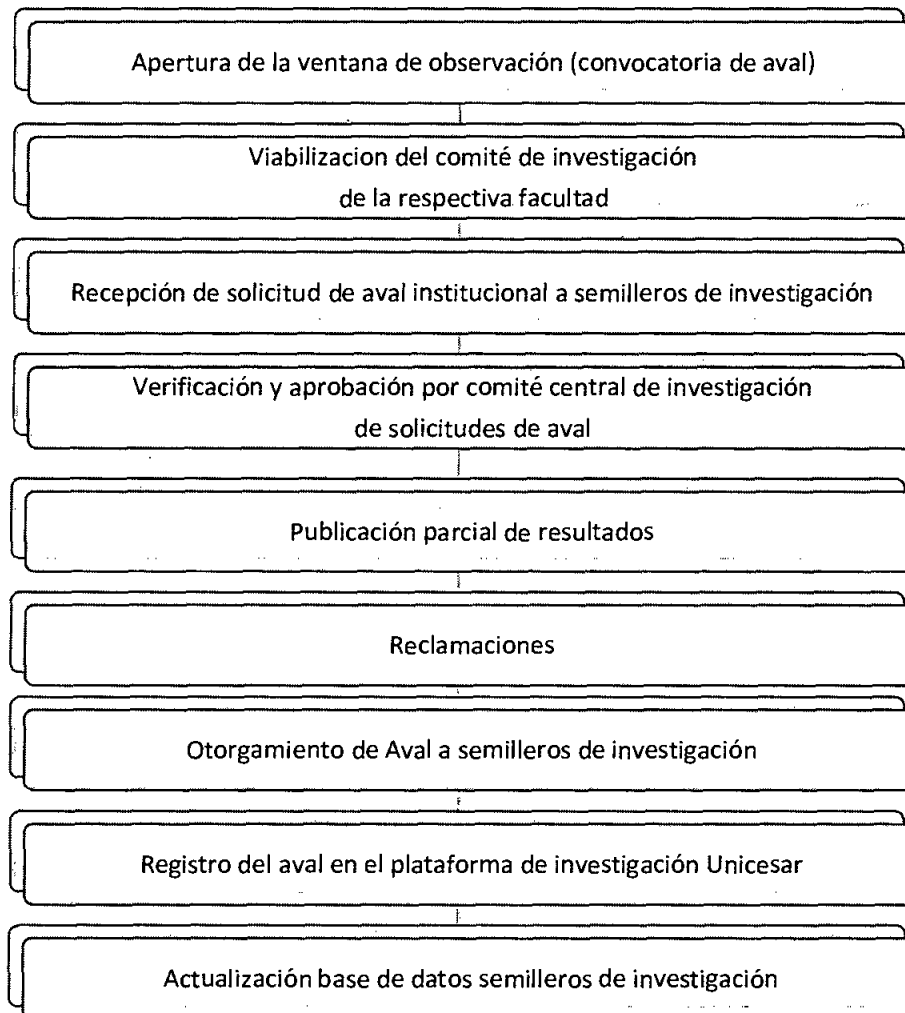 Apertura de la ventana de observación (convocatoria de aval)
Viabilizacion del comité de investigación
de la respectiva facultad
Recepción de solicitud de aval institucional a semilleros de investigación
Verificación y aprobación por comité central de investigación
de solicitudes de aval
Publicación parcial de resultados
Reclamaciones
Otorgamiento de Aval a semilleros de investigación
Registro del aval en el plataforma de investigación Unicesar
Actualización base de datos semilleros de investigación